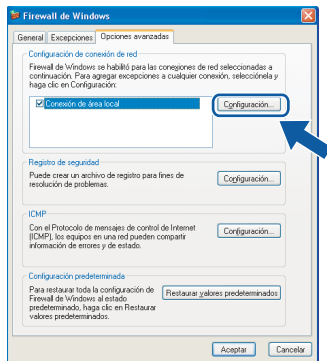 Firewall de Windows
General Excepciones Opciones avanzadas
Configuración de conexión de red
Firewall de Windows se habilitó para las conexiones de red seleccionadas a
continuación. Para agregar excepciones a cualquier conexión, selecciónela y
haga clic en Configuración:
Conexión de área local
Configuración...
Registro de seguridad
Puede crear un archivo de registro para fines de
resolución de problemas.
Configuración...
ICMP
Con el Protocolo de mensajes de control de Internet
(ICMP), los equipos en una red pueden compartir
información de errores y de estado.
Configuración...
Configuración predeterminada
Para restaurar toda la configuración de
Firewall de Windows al estado
predeterminado, haga clic en Restaurar
valores predeterminados.
Restaurar valores predeterminados
Aceptar Cancelar